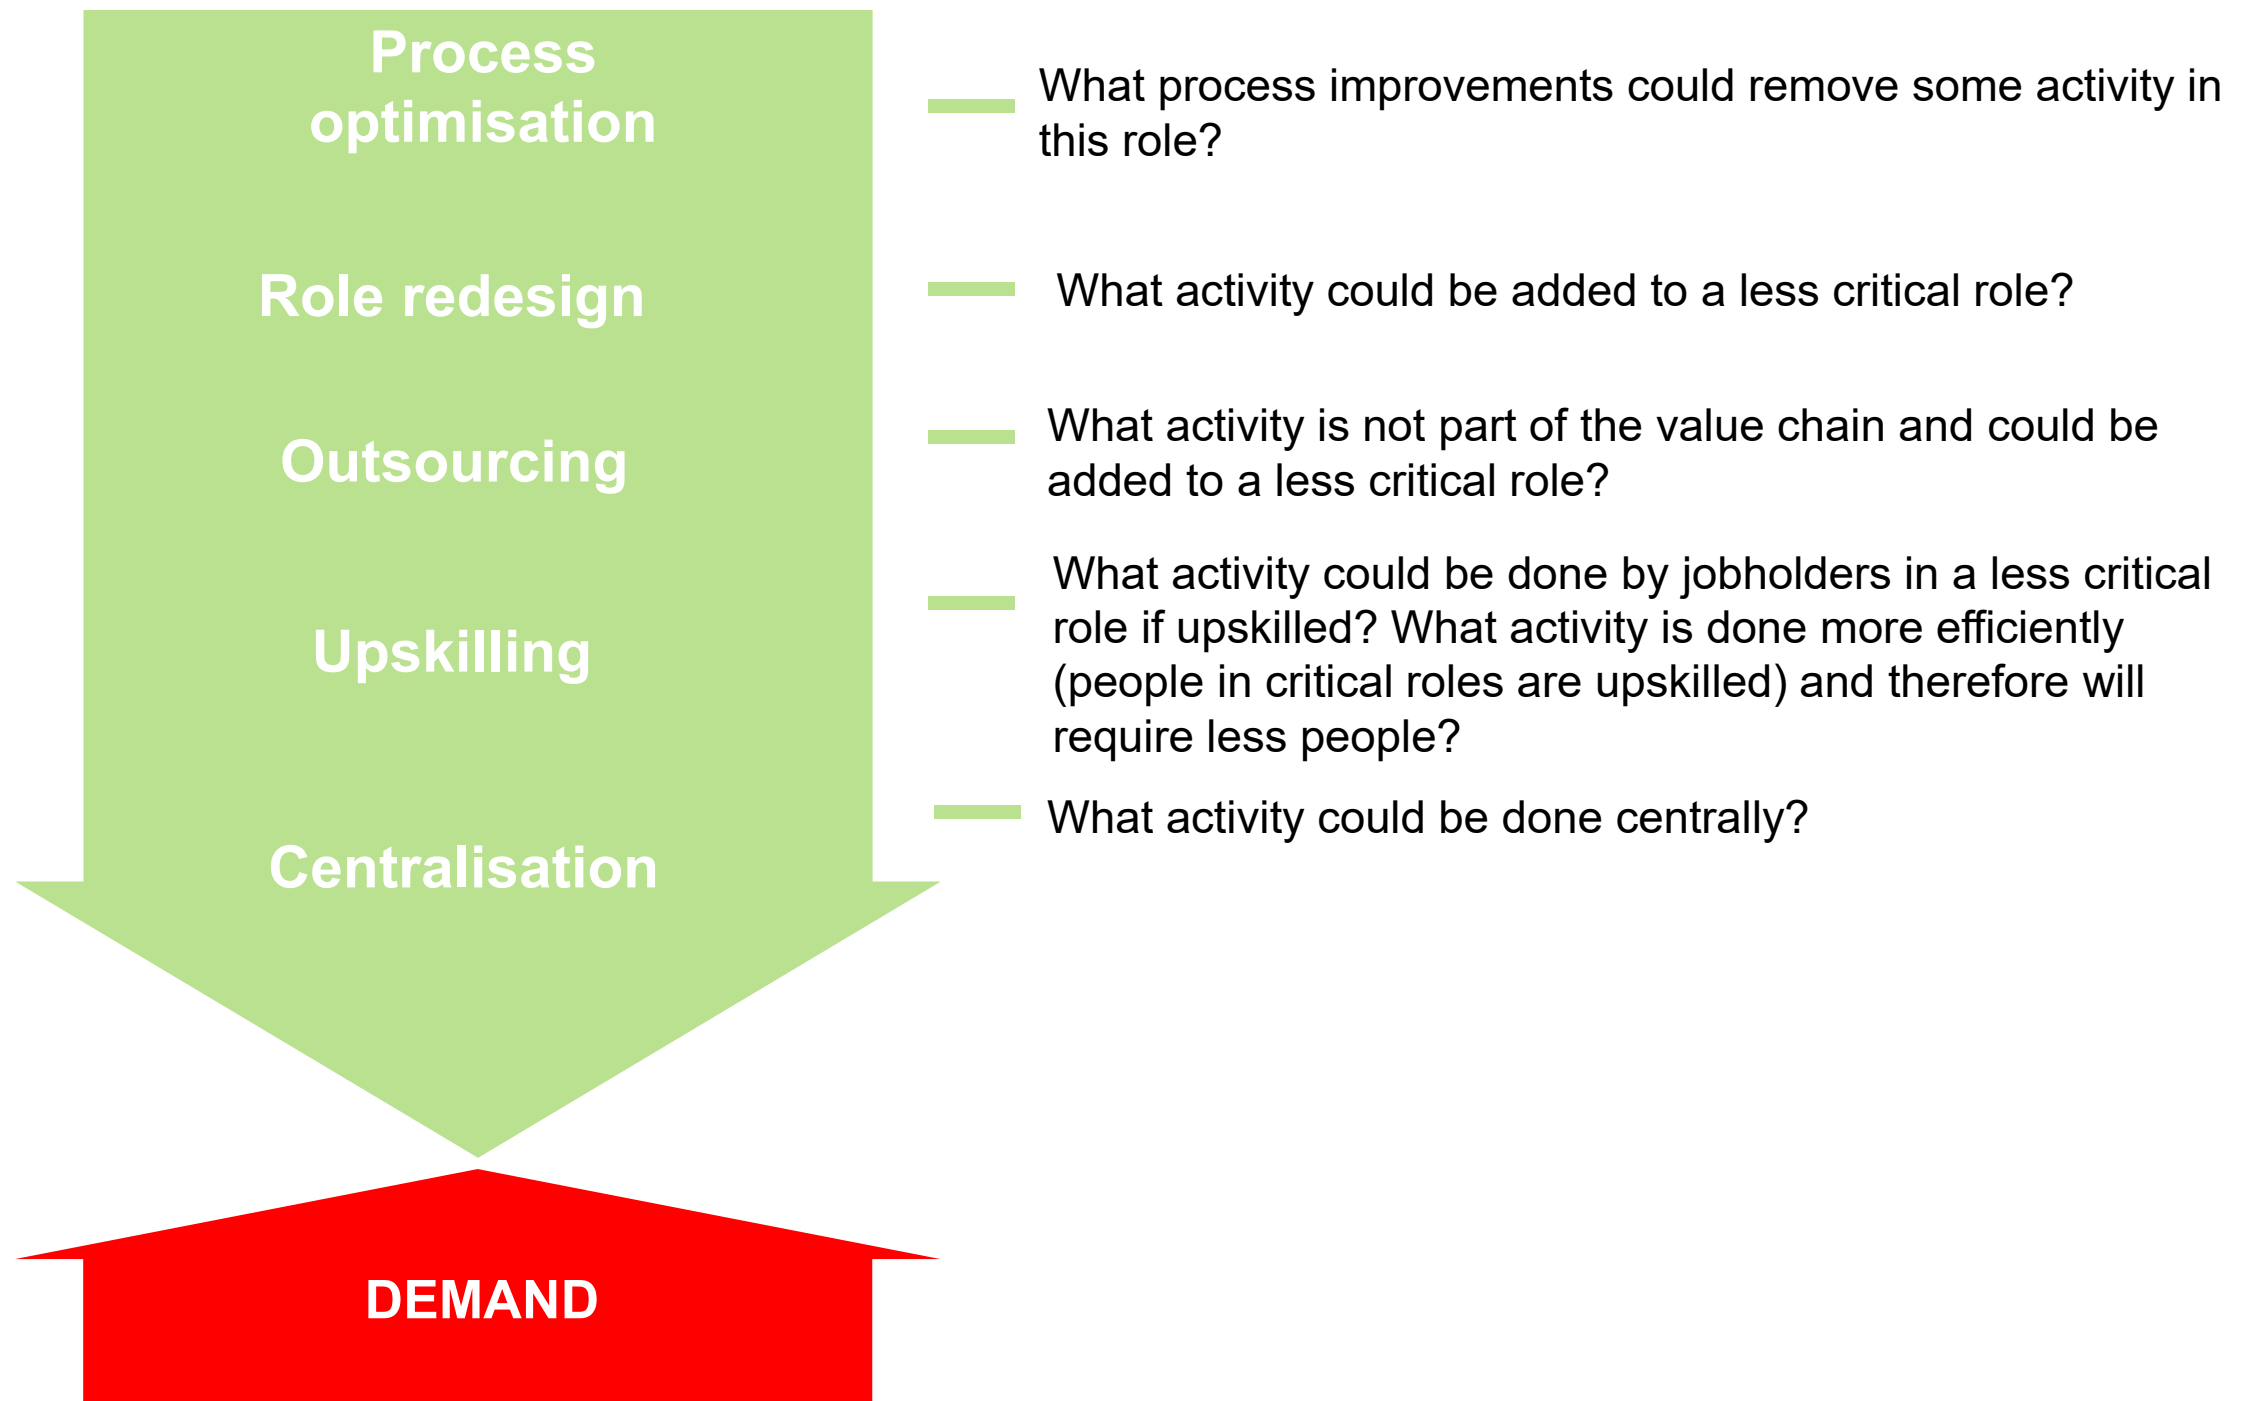 Process
optimisation
What process improvements could remove some activity in
this role?
Role redesign
What activity could be added to a less critical role?
Outsourcing
What activity is not part of the value chain and could be
added to a less critical role?
Upskilling
What activity could be done by jobholders in a less critical
role if upskilled? What activity is done more efficiently
(people in critical roles are upskilled) and therefore will
require less people?
Centralisation
What activity could be done centrally?
DEMAND